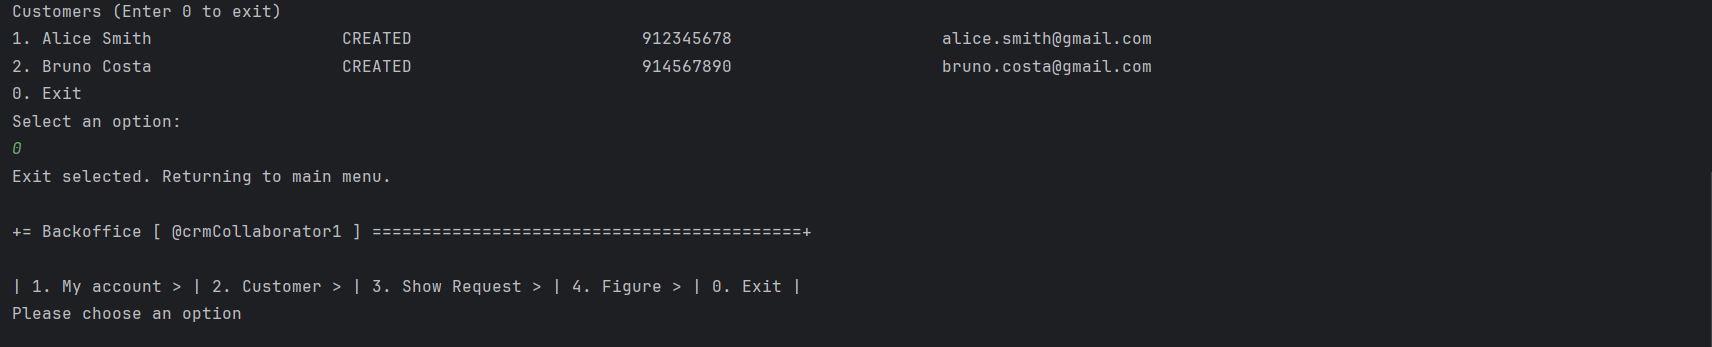 Customers (Enter 0 to exit)
1. Alice Smith                   CREATED                       912345678                     alice.smith@gmail.com
2. Bruno Costa                   CREATED                       914567890                     bruno.costa@gmail.com
0. Exit
Select an option:
0
Exit selected. Returning to main menu.

+= Backoffice [ @crmCollaborator1 ] ===========================================+

| 1. My account > | 2. Customer > | 3. Show Request > | 4. Figure > | 0. Exit |
Please choose an option